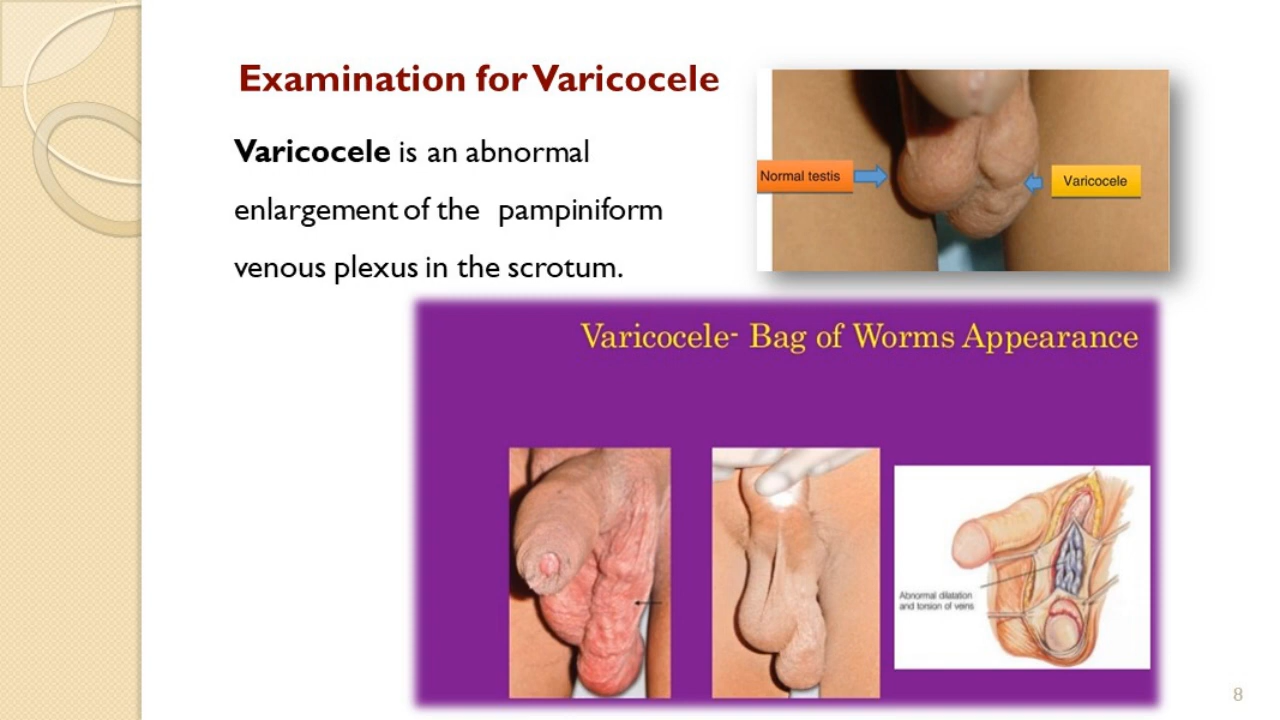 Examination for Varicocele
Varicocele is an abnormal
enlargement of the pampiniform
venous plexus in the scrotum.
Normal testis
Varicocele
Varicocele- Bag of Worms Appearance
Abnormal dilatation
and torsion of veins
8